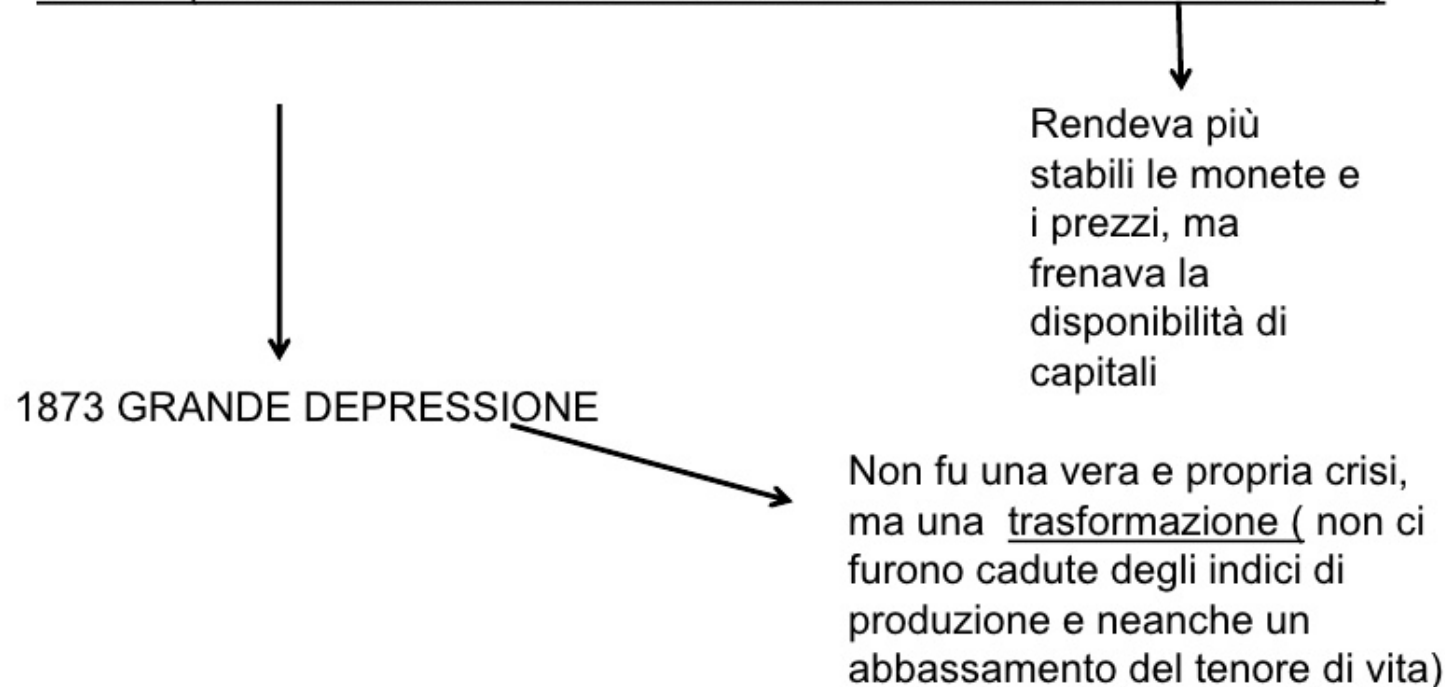 Rendeva più
stabili le monete e
i prezzi, ma
frenava la
disponibilità di
capitali
1873 GRANDE DEPRESSIONE
Non fu una vera e propria crisi,
ma una trasformazione ( non ci
furono cadute degli indici di
produzione e neanche un
abbassamento del tenore di vita)